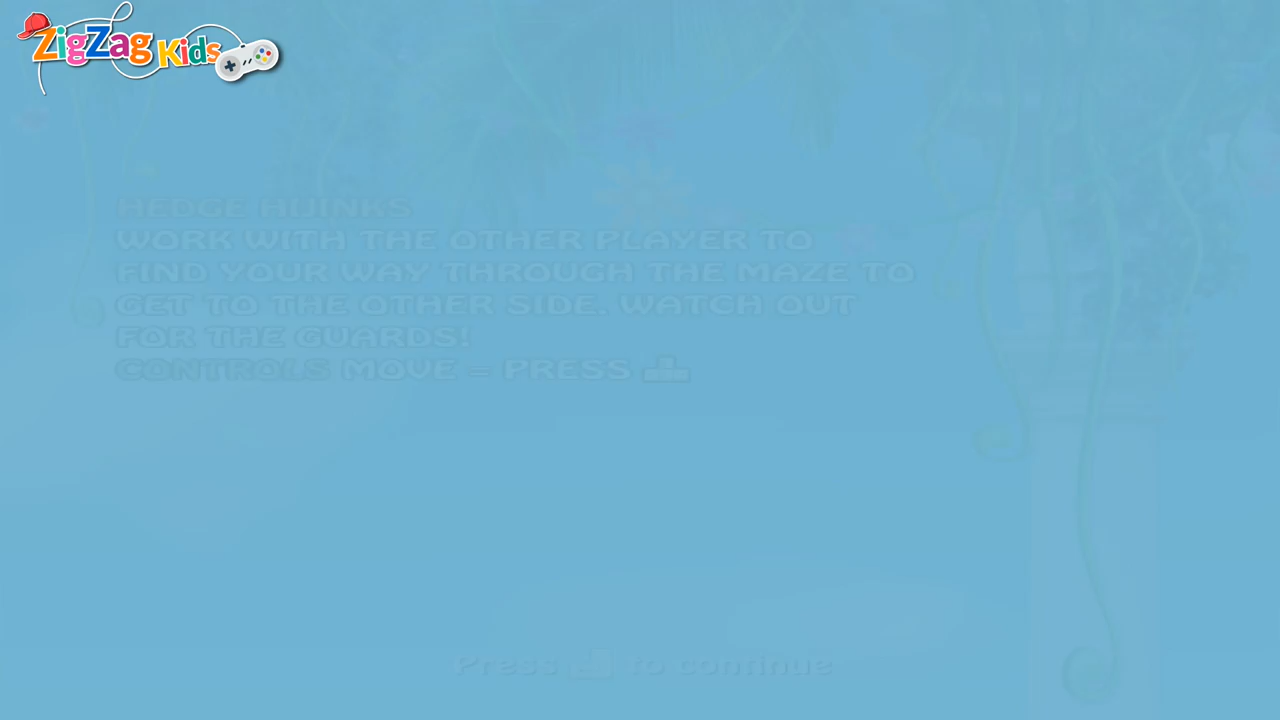 ZigZag Kids
HEDGE HIJINKS
WORK WITH THE OTHER PLAYER TO
FIND YOUR WAY THROUGH THE MAZE TO
GET TO THE OTHER SIDE. WATCH OUT
FOR THE GUARDS!
CONTROLS MOVE - PRESS
Press to continue